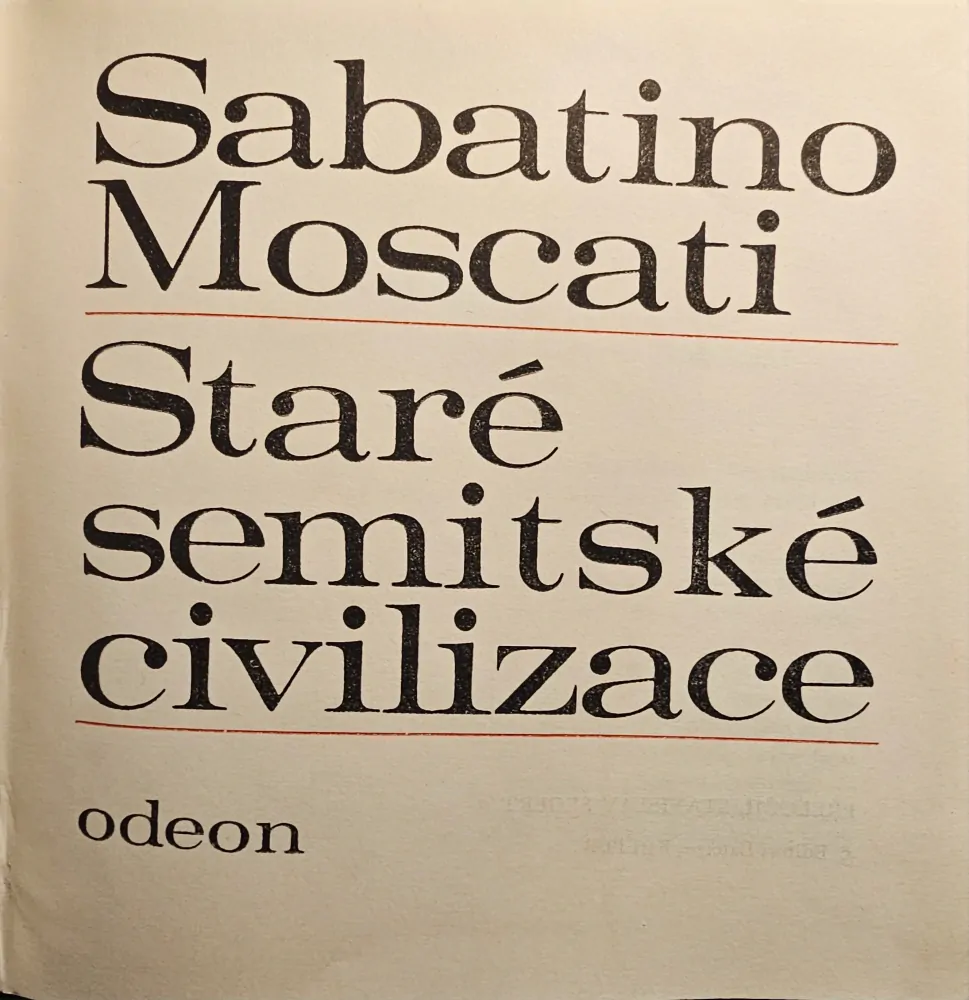 Sabatino
Moscati
Staré
semitské
civilizace
odeon